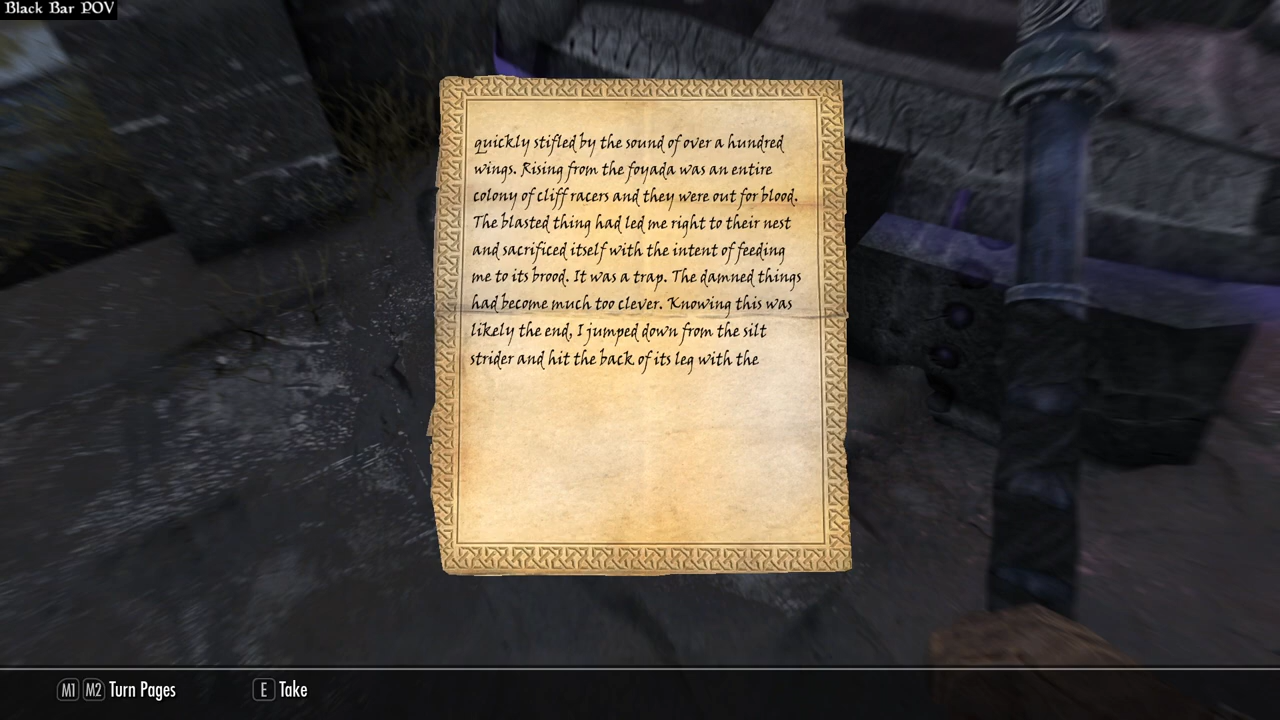 Black Bar POV
quickly stifled by the sound of over a hundred
wings. Rising from the foyada was an entire
colony of cliff racers and they were out for blood.
The blasted thing had led me right to their nest
and sacrificed itself with the intent of feeding
me to its brood. It was a trap. The damned things
had become much too clever. Knowing this was
likely the end, I jumped down from the silt
strider and hit the back of its leg with the
M1 M2 Turn Pages E Take